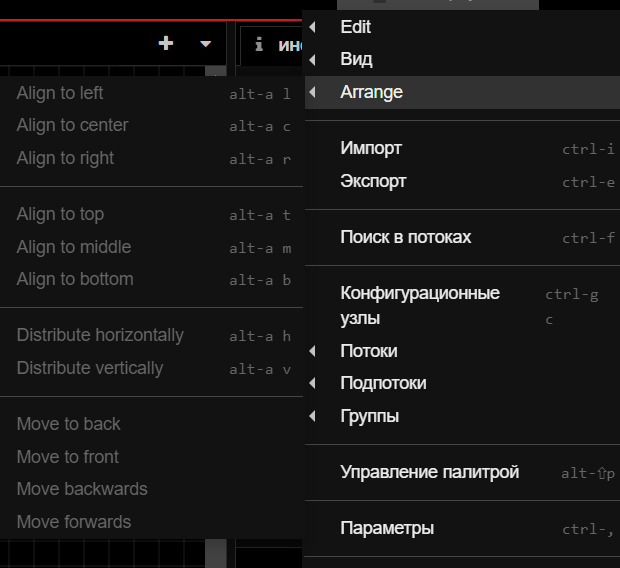 инс
Align to left alt-a l
Align to center alt-a c
Align to right alt-a r
Align to top alt-a t
Align to middle alt-a m
Align to bottom alt-a b
Distribute horizontally alt-a h
Distribute vertically alt-a v
Move to back
Move to front
Move backwards
Move forwards
Edit
Вид
Arrange
Импорт ctrl-i
Экспорт ctrl-e
Поиск в потоках ctrl-f
Конфигурационные ctrl-g
узлы c
Потоки
Подпотоки
Группы
Управление палитрой alt-⇧p
Параметры ctrl-,